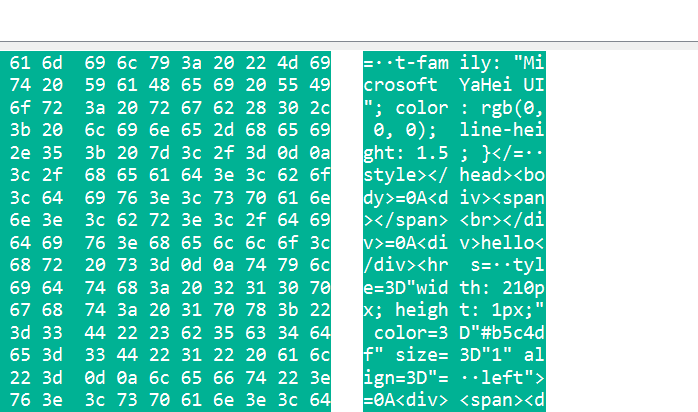 61 6d 69 6c 79 3a 20 22 4d 69 =··t-family: "Mi
74 20 59 61 48 65 69 20 55 49 crosoft YaHei UI
6f 72 3a 20 72 67 62 28 30 2c "; color: rgb(0,
3b 20 6c 69 6e 65 2d 68 65 69 0, 0); line-hei
2e 35 3b 20 7d 3c 2f 3d 0d 0a ght: 1.5; }</=··
3c 2f 68 65 61 64 3e 3c 62 6f style></head><bo
3c 64 69 76 3e 3c 73 70 61 6e dy>=0A<div><span
6e 3e 3c 62 72 3e 3c 2f 64 69 ></span><br></di
64 69 76 3e 68 65 6c 6c 6f 3c v>=0A<div>hello<
68 72 20 73 3d 0d 0a 74 79 6c /div><hr s=··tyl
69 64 74 68 3a 20 32 31 30 70 e=3D"width: 210p
67 68 74 3a 20 31 70 78 3b 22 x; height: 1px;"
3d 33 44 22 23 62 35 63 34 64 color=3D"#b5c4d
65 3d 33 44 22 31 22 20 61 6c f" size=3D"1" al
22 3d 0d 0a 6c 65 66 74 22 3e ign=3D"=··left">
76 3e 3c 73 70 61 6e 3e 3c 64 =0A<div><span><d